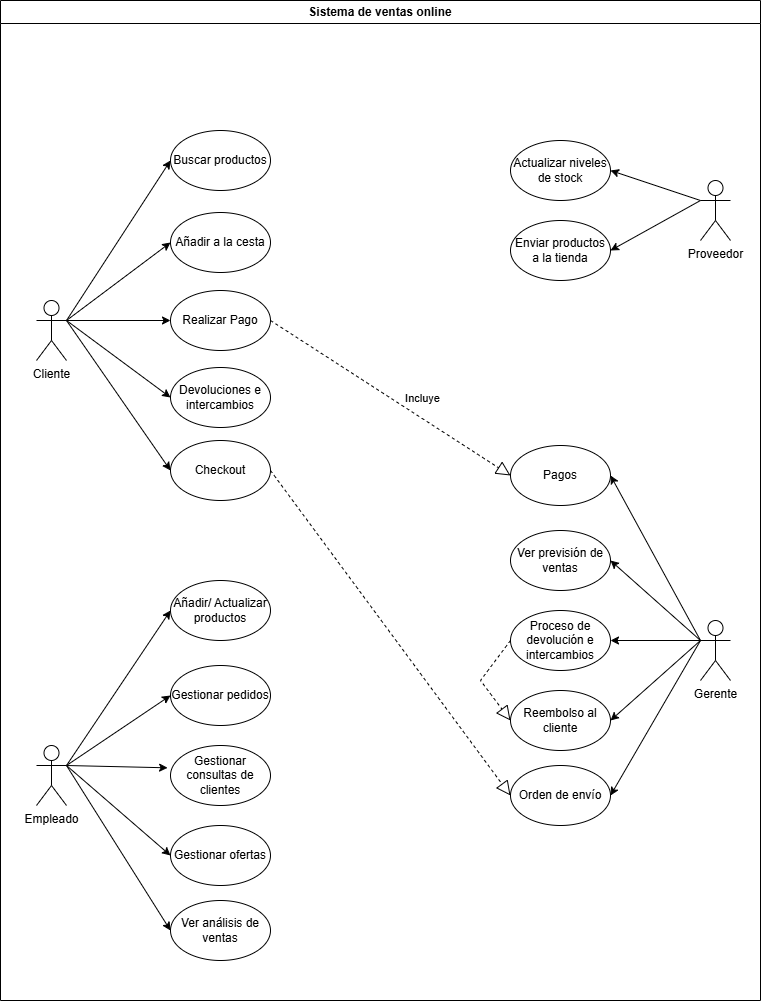 Sistema de ventas online
Buscar productos
Añadir a la cesta
Realizar Pago
Devoluciones e
intercambios
Checkout
Cliente
Actualizar niveles
de stock
Enviar productos
a la tienda
Proveedor
Incluye
Pagos
Ver previsión de
ventas
Proceso de
devolución e
intercambios
Reembolso al
cliente
Orden de envío
Gerente
Añadir/ Actualizar
productos
Gestionar pedidos
Gestionar
consultas de
clientes
Gestionar ofertas
Ver análisis de
ventas
Empleado